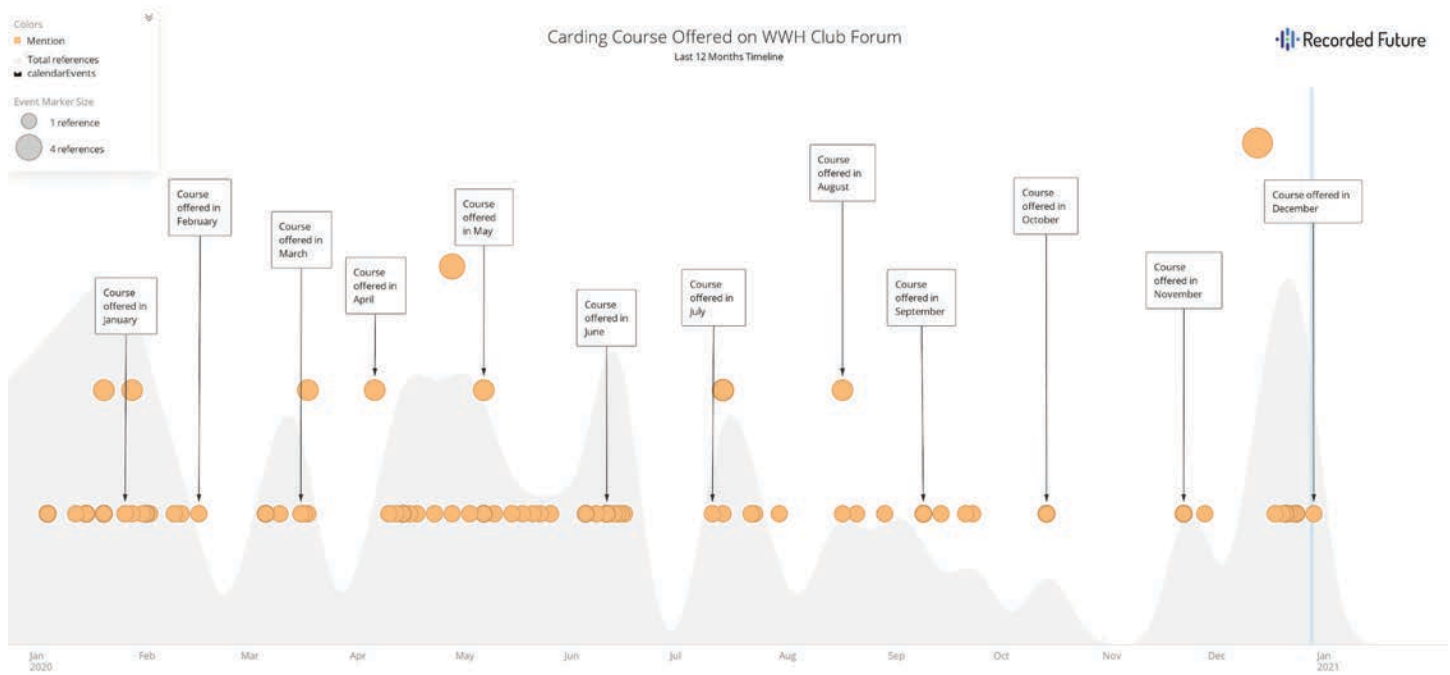 Colors
Mention
Total references
calendarEvents
Event Marker Size
1 reference
4 references
Carding Course Offered on WWH Club Forum
Last 12 Months Timeline
Recorded Future
Course
offered in
January
Course
offered in
February
Course
offered in
March
Course
offered in
April
Course
offered
in May
Course
offered in
June
Course
offered in
July
Course
offered in
August
Course
offered in
September
Course
offered in
October
Course
offered in
November
Course offered in
December
Jan
2020
Feb
Mar
Apr
May
Jun
Jul
Aug
Sep
Oct
Nov
Dec
Jan
2021